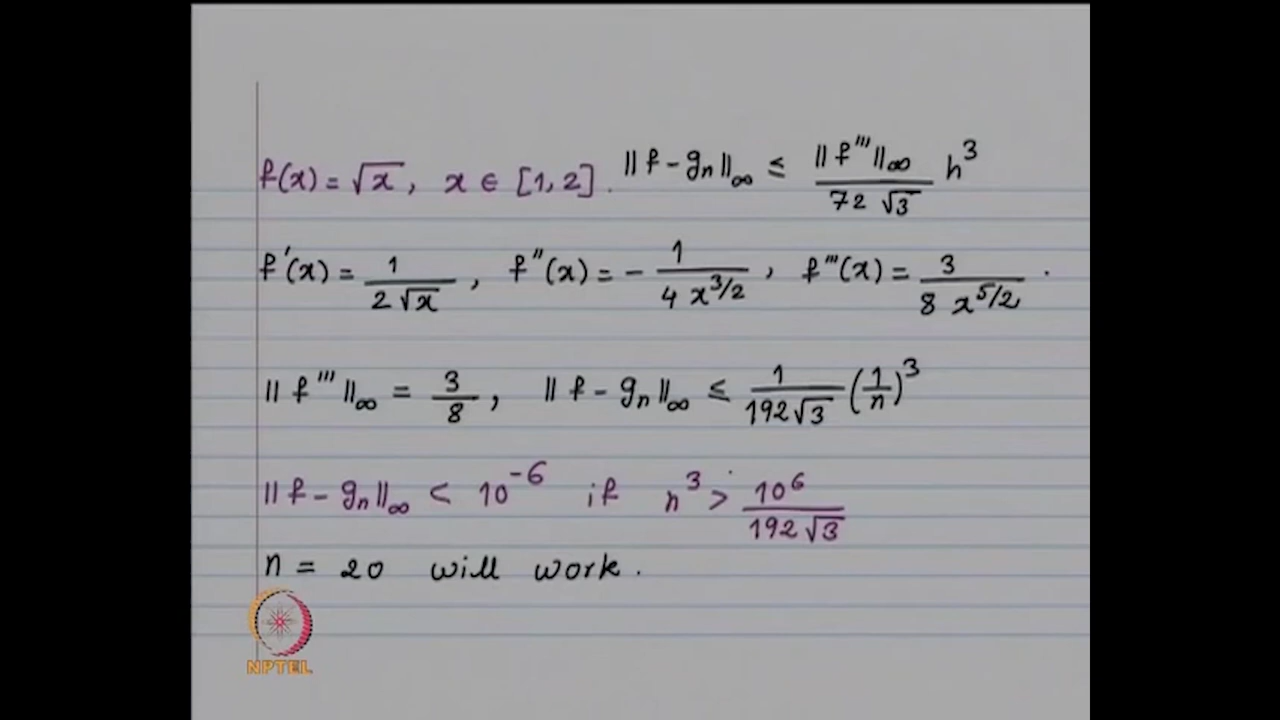 f(x) = √x, x ∈ [1, 2]. ‖f - gₙ‖∞ ≤ ‖f'''‖∞ / 72 √3 h³
f'(x) = 1 / 2 √x, f''(x) = - 1 / 4 x^3/2, f'''(x) = 3 / 8 x^5/2.
‖f'''‖∞ = 3/8, ‖f - gₙ‖∞ ≤ 1 / 192√3 (1/n)³
‖f - gₙ‖∞ < 10⁻⁶ if n³ > 10⁶ / 192√3
n = 20 will work.
NPTEL